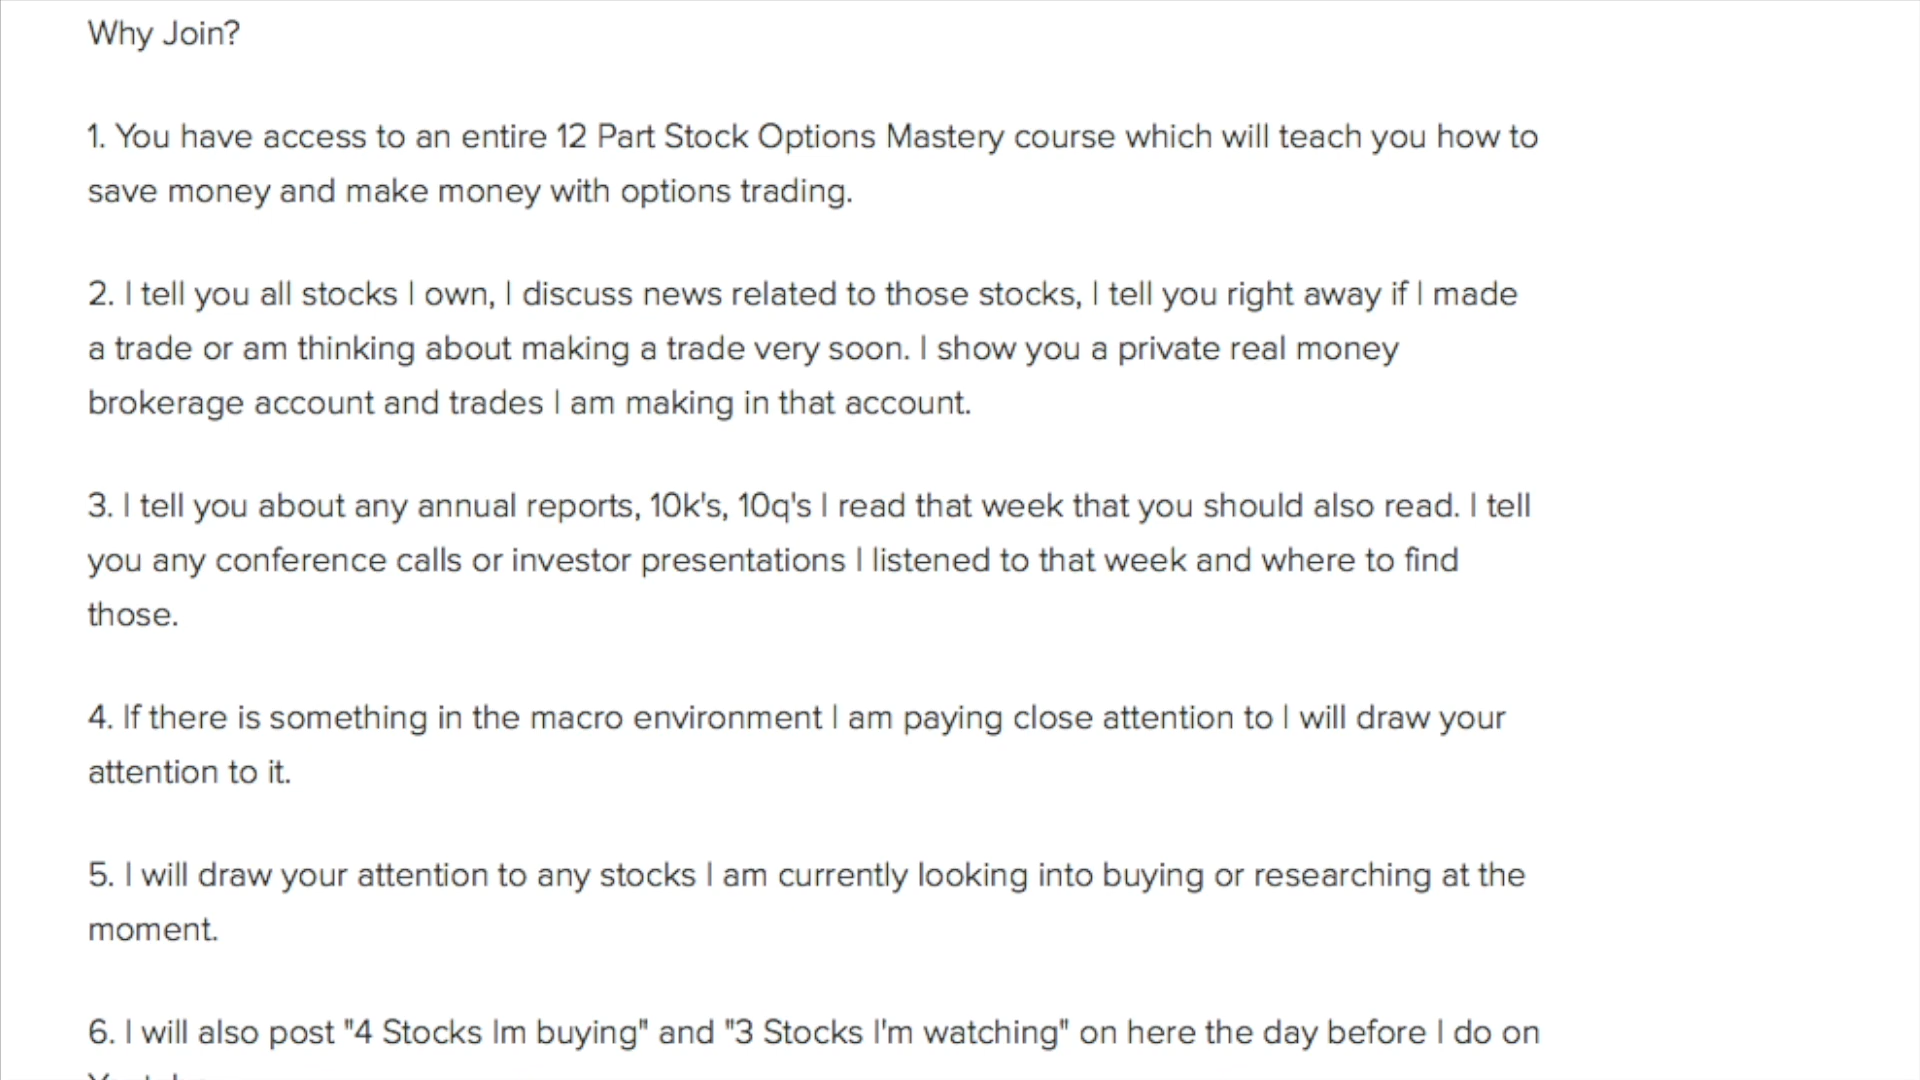 Why Join?
1. You have access to an entire 12 Part Stock Options Mastery course which will teach you how to
save money and make money with options trading.
2. I tell you all stocks I own, I discuss news related to those stocks, I tell you right away if I made
a trade or am thinking about making a trade very soon. I show you a private real money
brokerage account and trades I am making in that account.
3. I tell you about any annual reports, 10k's, 10q's I read that week that you should also read. I tell
you any conference calls or investor presentations I listened to that week and where to find
those.
4. If there is something in the macro environment I am paying close attention to I will draw your
attention to it.
5. I will draw your attention to any stocks I am currently looking into buying or researching at the
moment.
6. I will also post "4 Stocks Im buying" and "3 Stocks I'm watching" on here the day before I do on